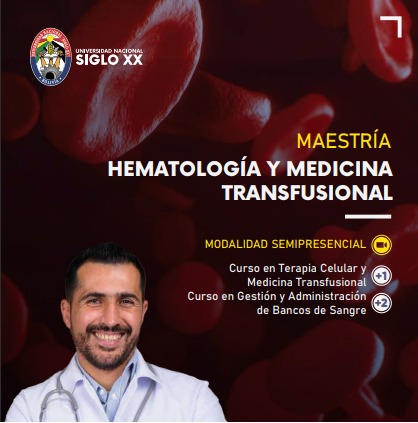 UNIVERSIDAD NACIONAL
SIGLO XX
MAESTRÍA
HEMATOLOGÍA Y MEDICINA
TRANSFUSIONAL
MODALIDAD SEMIPRESENCIAL
Curso en Terapia Celular y
Medicina Transfusional
+1
Curso en Gestión y Administración
de Bancos de Sangre
+2